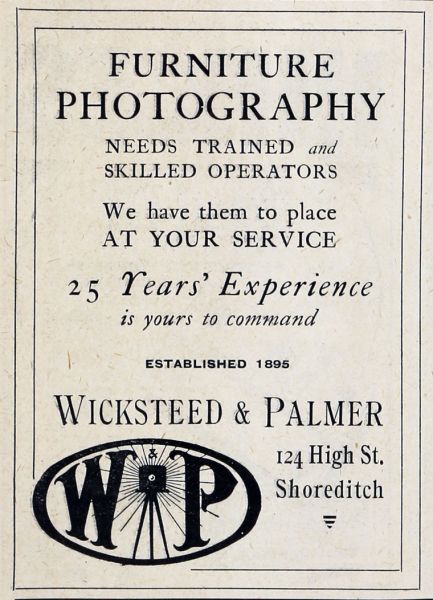 FURNITURE
PHOTOGRAPHY
NEEDS TRAINED and
SKILLED OPERATORS
We have them to place
AT YOUR SERVICE
25 Years' Experience
is yours to command
ESTABLISHED 1895
WICKSTEED & PALMER
W & P
124 High St.
Shoreditch